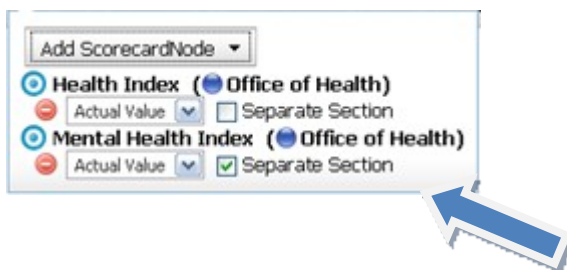 Add ScorecardNode
Health Index (Office of Health)
Actual Value Separate Section
Mental Health Index (Office of Health)
Actual Value Separate Section